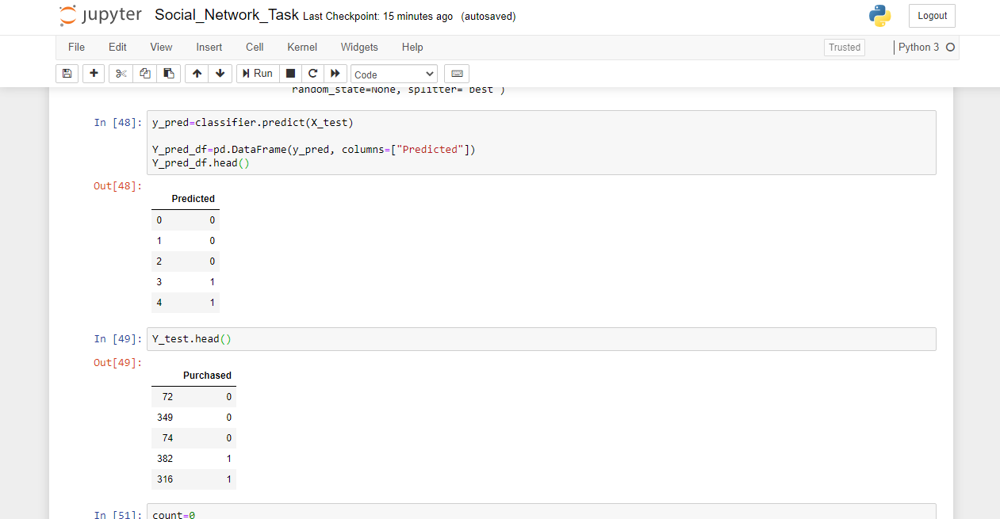 jupyter Social_Network_Task Last Checkpoint: 15 minutes ago (autosaved) Logout
File Edit View Insert Cell Kernel Widgets Help Trusted Python 3
Run Code
random_state=None, splitter='best')
In [48]: y_pred=classifier.predict(X_test)
Y_pred_df=pd.DataFrame(y_pred, columns=["Predicted"])
Y_pred_df.head()
Out[48]:
Predicted
0 0
1 0
2 0
3 1
4 1
In [49]: Y_test.head()
Out[49]:
Purchased
72 0
349 0
74 0
382 1
316 1
In [51]: count=0